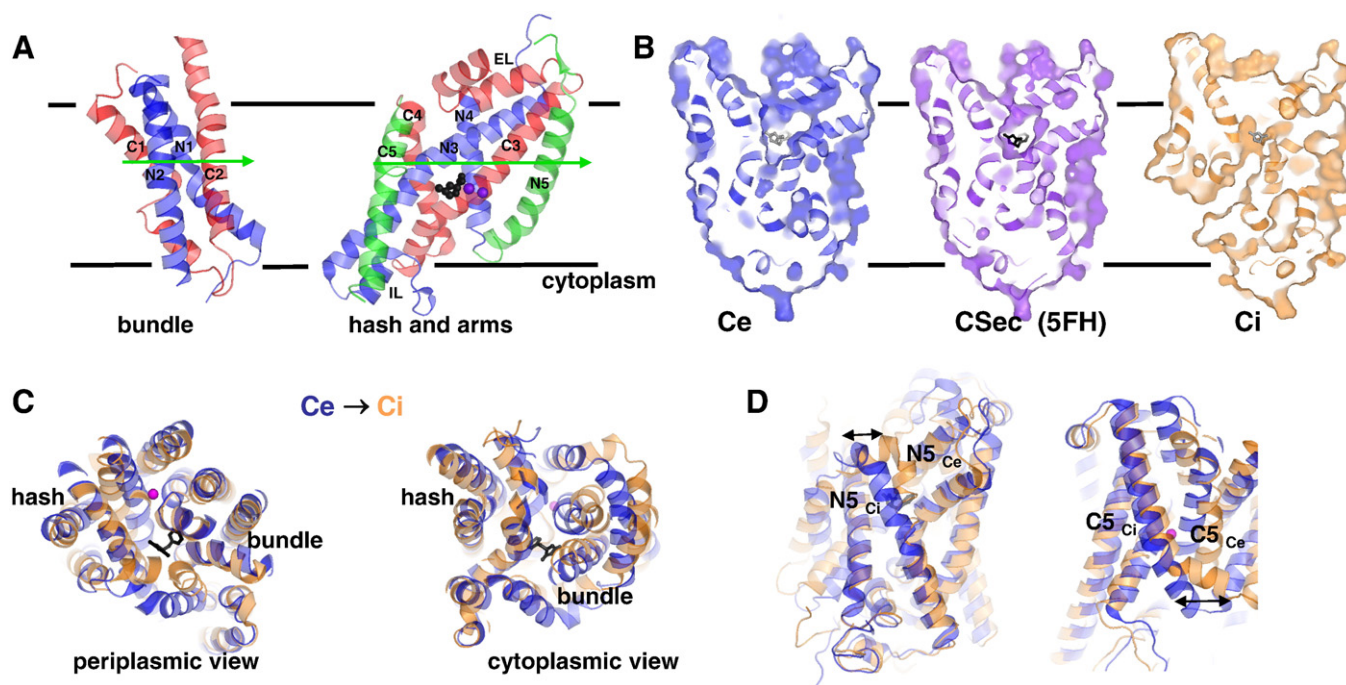 A
EL
C4
N4
C1
N1
N3
C5
C3
N2
C2
N5
cytoplasm
IL
bundle
hash and arms
B
Ce
CSec (5FH)
Ci
C
Ce → Ci
hash
bundle
periplasmic view
hash
bundle
cytoplasmic view
D
N5 Ce
N5 Ci
C5 Ci
C5 Ce